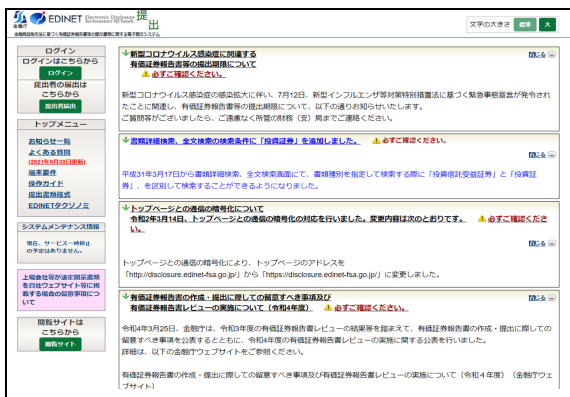 金融庁
EDINET Electronic Disclosure for Investors' NETwork 提出
金融商品取引法に基づく有価証券報告書等の開示書類に関する電子開示システム
文字の大きさ 標準 大
ログイン
ログインはこちらから
ログイン
提出者の届出は
こちらから
提出者届出
トップメニュー
お知らせ一覧
よくある質問
(2021年9月30日更新)
端末要件
操作ガイド
提出書類様式
EDINETタクソノミ
システムメンテナンス情報
現在、サービス一時停止
の予定はありません。
上場会社等が法定開示書類
を自社ウェブサイト等に掲
載する場合の留意事項につ
いて
閲覧サイトは
こちらから
閲覧サイト
新型コロナウイルス感染症に関連する
有価証券報告書等の提出期限について
必ずご確認ください。
閉じる
新型コロナウイルス感染症の感染拡大に伴い、7月12日、新型インフルエンザ等対策特別措置法に基づく緊急事態宣言が発令され
たことに関連し、有価証券報告書等の提出期限について、以下の通りお知らせいたします。
ご質問等がございましたら、ご遠慮なく所管の財務（支）局までご連絡ください。
書類詳細検索、全文検索の検索条件に「投資証券」を追加しました。 必ずご確認ください。
閉じる
平成31年3月17日から書類詳細検索、全文検索画面にて、書類種別を指定して検索する際に「投資信託受益証券」と「投資証
券」、を区別して検索することができるようになりました。
トップページとの通信の暗号化について
令和2年3月14日、トップページとの通信の暗号化の対応を行いました。変更内容は次のとおりです。 必ずご確認くださ
い。
閉じる
トップページとの通信の暗号化により、トップページのアドレスを
「http://disclosure.edinet-fsa.go.jp/」から「https://disclosure.edinet-fsa.go.jp/」に変更しました。
有価証券報告書の作成・提出に際しての留意すべき事項及び
有価証券報告書レビューの実施について（令和4年度） 必ずご確認ください。
閉じる
令和4年3月25日、金融庁は、令和3年度の有価証券報告書レビューの結果等を踏まえて、有価証券報告書の作成・提出に際しての
留意すべき事項を公表するとともに、令和4年度の有価証券報告書レビューの実施に関する公表を行いました。
詳細は、以下の金融庁ウェブサイトをご参照ください。
有価証券報告書の作成・提出に際しての留意すべき事項及び有価証券報告書レビューの実施について（令和４年度）（金融庁ウェ
ブサイト）